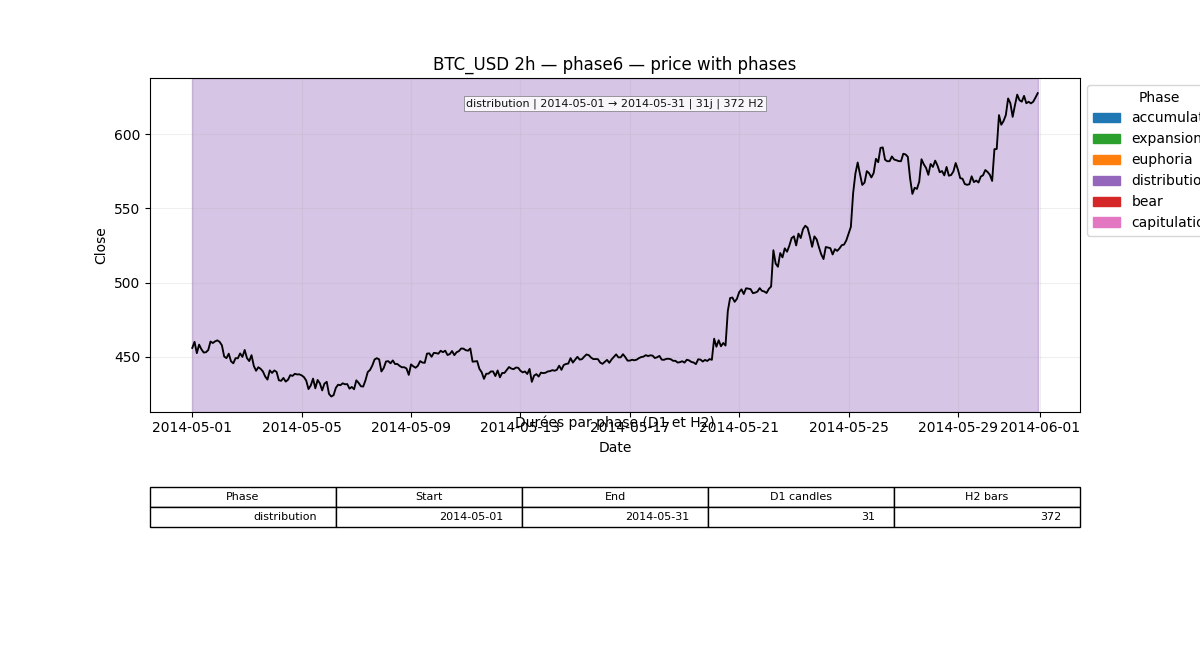 BTC_USD 2h — phase6 — price with phases
distribution | 2014-05-01 → 2014-05-31 | 31j | 372 H2
Close
600
550
500
450
Phase
accumulat
expansion
euphoria
distributio
bear
capitulatio
2014-05-01 2014-05-05 2014-05-09 2014-05-13 2014-05-17 2014-05-21 2014-05-25 2014-05-29 2014-06-01
Durées par phase (D1 et H2)
Date
Phase Start End D1 candles H2 bars
distribution 2014-05-01 2014-05-31 31 372